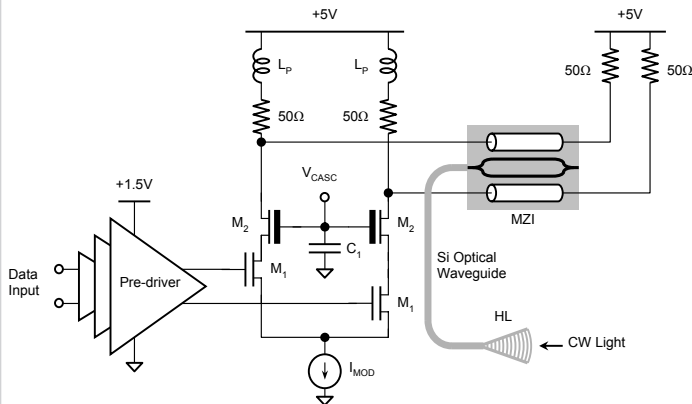 +5V
+5V
L_P
L_P
50Ω
50Ω
50Ω
50Ω
+1.5V
V_CASC
M_2
M_2
MZI
C_1
Data
Input
Pre-driver
M_1
M_1
Si Optical
Waveguide
HL
CW Light
I_MOD